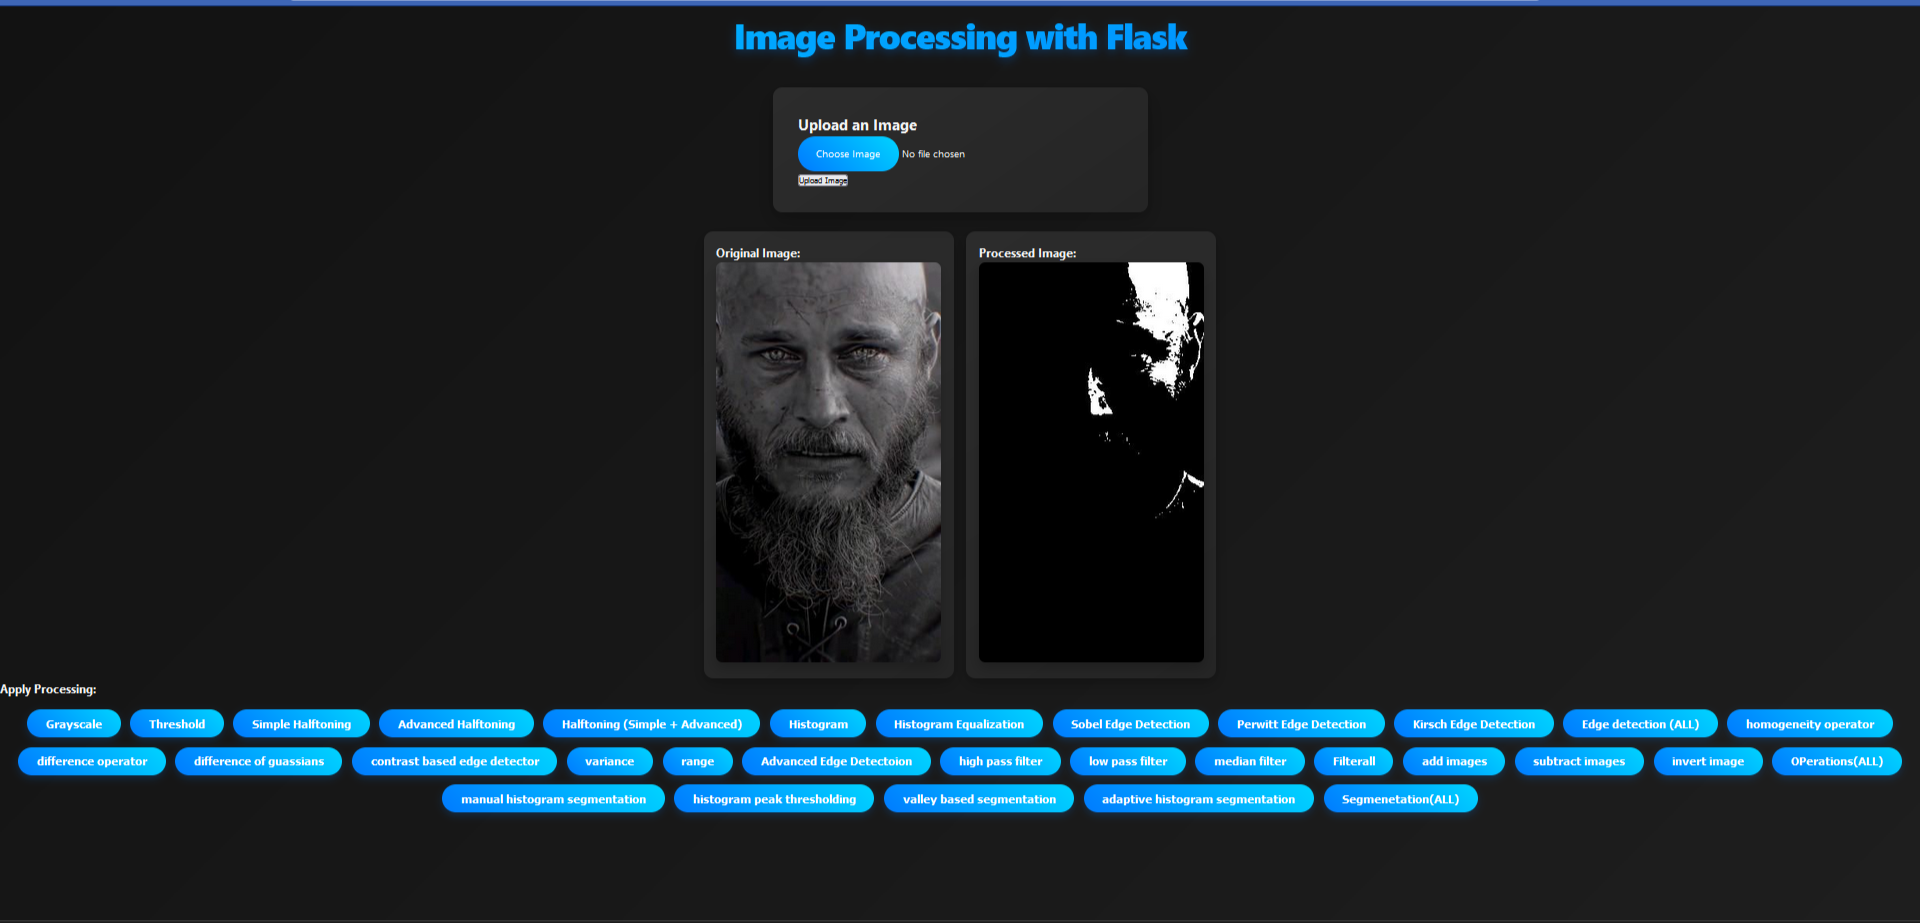 Image Processing with Flask
Upload an Image
Choose Image No file chosen
Upload Image
Original Image:
Processed Image:
Apply Processing:
Grayscale Threshold Simple Halftoning Advanced Halftoning Halftoning (Simple + Advanced) Histogram Histogram Equalization Sobel Edge Detection Perwitt Edge Detection Kirsch Edge Detection Edge detection (ALL) homogeneity operator
difference operator difference of guassians contrast based edge detector variance range Advanced Edge Detectoion high pass filter low pass filter median filter Filterall add images subtract images invert image OPerations(ALL)
manual histogram segmentation histogram peak thresholding valley based segmentation adaptive histogram segmentation Segmenetation(ALL)